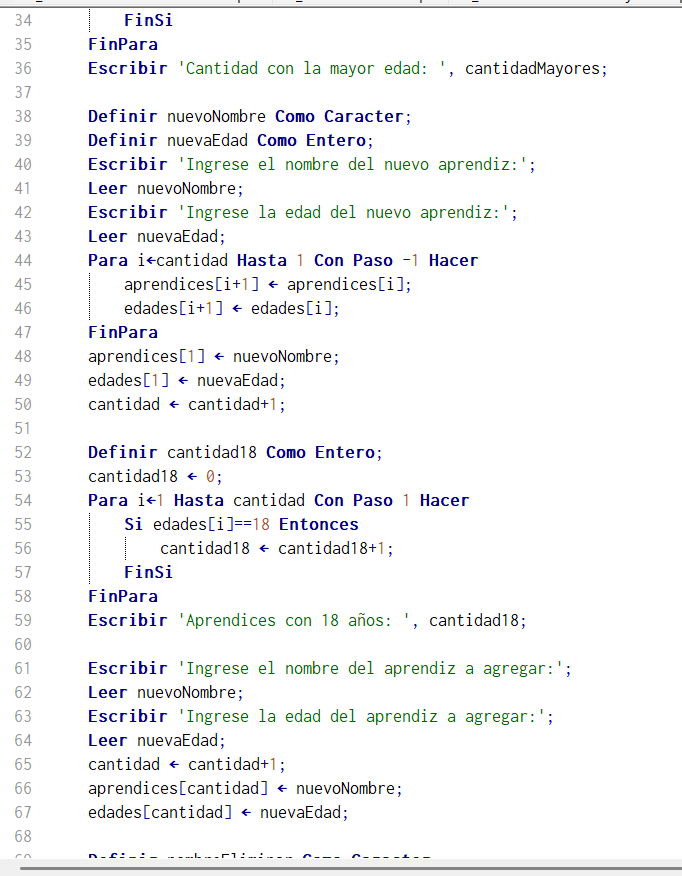 34 FinSi
35 FinPara
36 Escribir 'Cantidad con la mayor edad: ', cantidadMayores;
37
38 Definir nuevoNombre Como Caracter;
39 Definir nuevaEdad Como Entero;
40 Escribir 'Ingrese el nombre del nuevo aprendiz:';
41 Leer nuevoNombre;
42 Escribir 'Ingrese la edad del nuevo aprendiz:';
43 Leer nuevaEdad;
44 Para i←cantidad Hasta 1 Con Paso -1 Hacer
45 aprendices[i+1] ← aprendices[i];
46 edades[i+1] ← edades[i];
47 FinPara
48 aprendices[1] ← nuevoNombre;
49 edades[1] ← nuevaEdad;
50 cantidad ← cantidad+1;
51
52 Definir cantidad18 Como Entero;
53 cantidad18 ← 0;
54 Para i←1 Hasta cantidad Con Paso 1 Hacer
55 Si edades[i]==18 Entonces
56 cantidad18 ← cantidad18+1;
57 FinSi
58 FinPara
59 Escribir 'Aprendices con 18 años: ', cantidad18;
60
61 Escribir 'Ingrese el nombre del aprendiz a agregar:';
62 Leer nuevoNombre;
63 Escribir 'Ingrese la edad del aprendiz a agregar:';
64 Leer nuevaEdad;
65 cantidad ← cantidad+1;
66 aprendices[cantidad] ← nuevoNombre;
67 edades[cantidad] ← nuevaEdad;
68